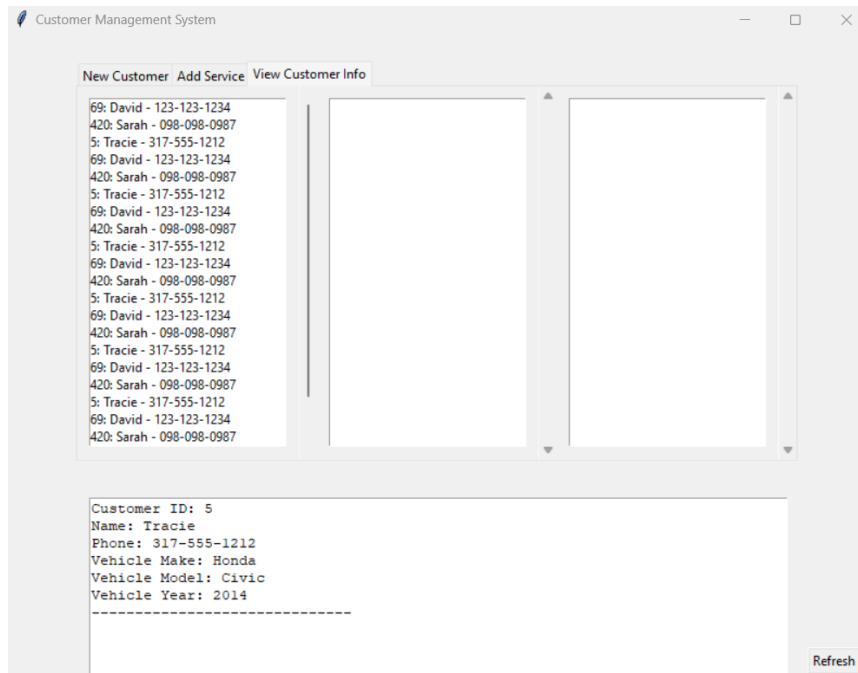 Customer Management System
New Customer Add Service View Customer Info
69: David - 123-123-1234
420: Sarah - 098-098-0987
5: Tracie - 317-555-1212
69: David - 123-123-1234
420: Sarah - 098-098-0987
5: Tracie - 317-555-1212
69: David - 123-123-1234
420: Sarah - 098-098-0987
5: Tracie - 317-555-1212
69: David - 123-123-1234
420: Sarah - 098-098-0987
5: Tracie - 317-555-1212
69: David - 123-123-1234
420: Sarah - 098-098-0987
5: Tracie - 317-555-1212
69: David - 123-123-1234
420: Sarah - 098-098-0987
5: Tracie - 317-555-1212
69: David - 123-123-1234
420: Sarah - 098-098-0987
Customer ID: 5
Name: Tracie
Phone: 317-555-1212
Vehicle Make: Honda
Vehicle Model: Civic
Vehicle Year: 2014
------------------------------
Refresh